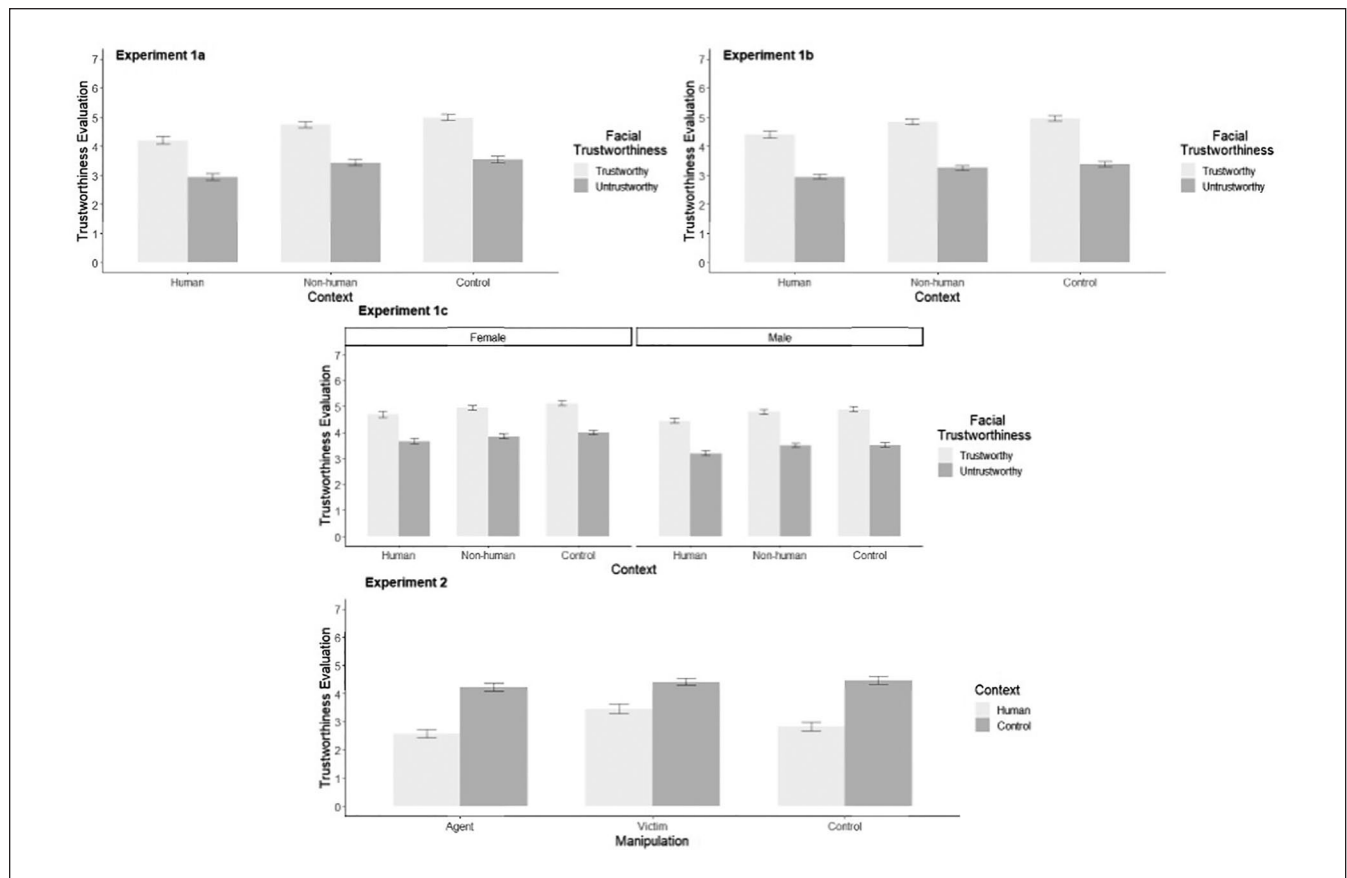 Experiment 1a
Trustworthiness Evaluation
7
6
5
4
3
2
1
0
Human
Non-human
Control
Context
Facial
Trustworthiness
Trustworthy
Untrustworthy
Experiment 1b
Trustworthiness Evaluation
7
6
5
4
3
2
1
0
Human
Non-human
Control
Context
Facial
Trustworthiness
Trustworthy
Untrustworthy
Experiment 1c
Female
Male
Trustworthiness Evaluation
7
6
5
4
3
2
1
0
Human
Non-human
Control
Human
Non-human
Control
Context
Facial
Trustworthiness
Trustworthy
Untrustworthy
Experiment 2
Trustworthiness Evaluation
7
6
5
4
3
2
1
0
Agent
Victim
Control
Manipulation
Context
Human
Control